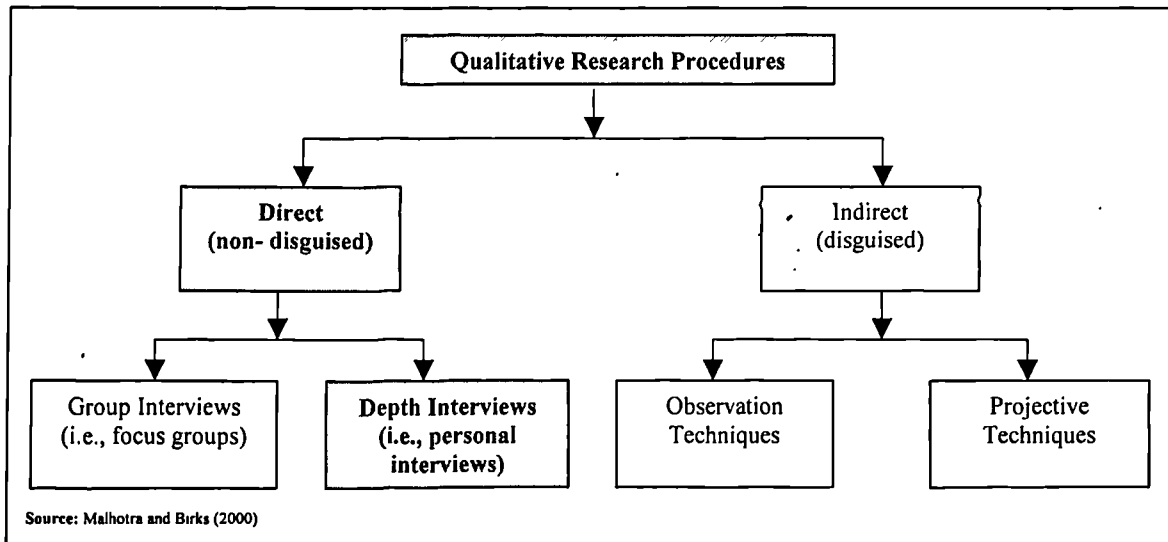 Qualitative Research Procedures
Direct
(non- disguised)
Indirect
(disguised)
Group Interviews
(i.e., focus groups)
Depth Interviews
(i.e., personal
interviews)
Observation
Techniques
Projective
Techniques
Source: Malhotra and Birks (2000)